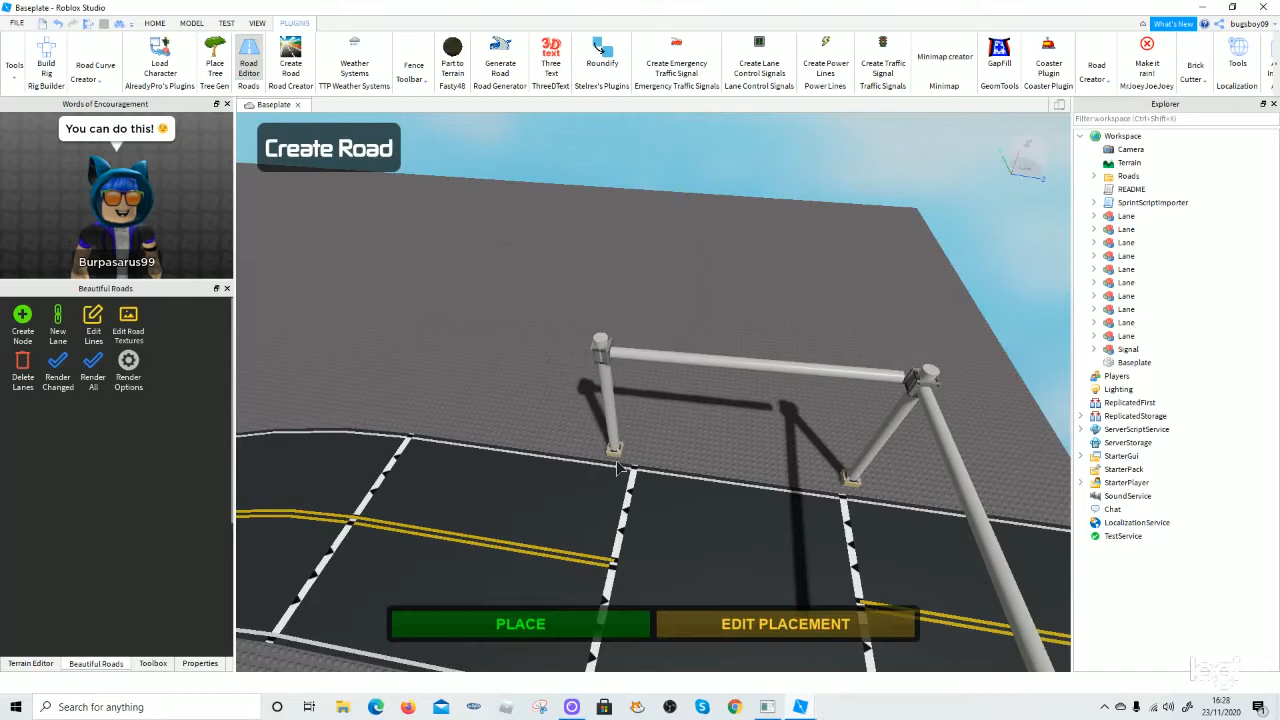 Baseplate - Roblox Studio
FILE
HOME
MODEL
TEST
VIEW
PLUGINS
What's New
bugsboy09
Tools
Build Rig
Rig Builder
Road Curve Creator
Load Character
AlreadyPro's Plugins
Place Tree
Tree Gen
Road Editor
Roads
Create Road
Road Creator
Weather Systems
TTP Weather Systems
Fence Toolbar
Part to Terrain
Fasty48
Generate Road
Road Generator
Three Text
ThreeDText
Roundify
Stelrex's Plugins
Create Emergency Traffic Signal
Emergency Traffic Signals
Create Lane Control Signals
Lane Control Signals
Create Power Lines
Power Lines
Create Traffic Signal
Traffic Signals
Minimap creator
Minimap
GapFill
GeomTools
Coaster Plugin
Coaster Plugin
Road Creator
Make it rain!
MrJoeyJoeJoey
Brick Cutter
Tools
Localization
Words of Encouragement
Baseplate
Explorer
Filter workspace (Ctrl+Shift+X)
You can do this!
Burpasarus99
Beautiful Roads
Create Node
New Lane
Edit Lines
Edit Road Textures
Delete Lanes
Render Changed
Render All
Render Options
Create Road
PLACE
EDIT PLACEMENT
Workspace
Camera
Terrain
Roads
README
SprintScriptImporter
Lane
Lane
Lane
Lane
Lane
Lane
Lane
Lane
Lane
Lane
Signal
Baseplate
Players
Lighting
ReplicatedFirst
ReplicatedStorage
ServerScriptService
ServerStorage
StarterGui
StarterPack
StarterPlayer
SoundService
Chat
LocalizationService
TestService
Terrain Editor
Beautiful Roads
Toolbox
Properties
Search for anything
16:28
23/11/2020